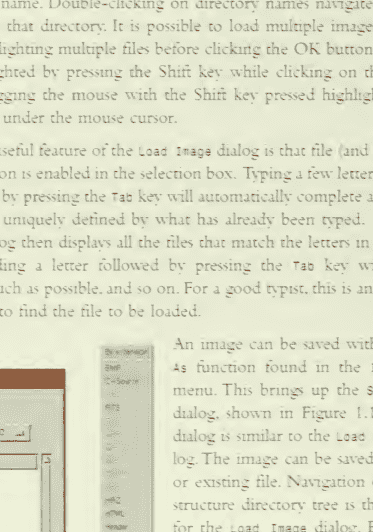 name. Double-clicking on directory names navigate
that directory. It is possible to load multiple image
lighting multiple files before clicking the OK button
ghted by pressing the Shift key while clicking on th
gging the mouse with the Shift key pressed highligh
under the mouse cursor.
seful feature of the Load Image dialog is that file (and
on is enabled in the selection box. Typing a few letter
by pressing the Tab key will automatically complete a
uniquely defined by what has already been typed.
og then displays all the files that match the letters in
ding a letter followed by pressing the Tab key w
uch as possible, and so on. For a good typist, this is an
to find the file to be loaded.
An image can be saved with
As function found in the
menu. This brings up the S
dialog, shown in Figure 1.1
dialog is similar to the Load
log. The image can be saved
or existing file. Navigation
structure directory tree is th
for the Load Image dialog.
By extension
BMP
C-Source
FITS
HTML